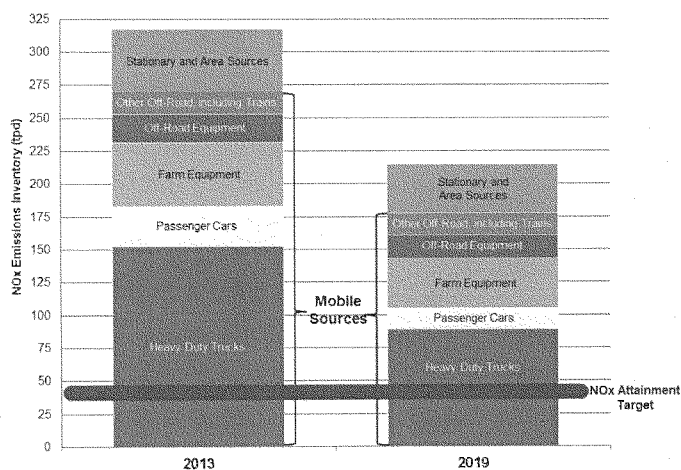 NOx Emissions Inventory (tpd)
325
300
275
250
225
200
175
150
125
100
75
50
25
0
Stationary and Area Sources
Other Off-Road, including Trains
Off-Road Equipment
Farm Equipment
Passenger Cars
Heavy Duty Trucks
Mobile
Sources
Stationary and
Area Sources
Other Off-Road, including Trains
Off-Road Equipment
Farm Equipment
Passenger Cars
Heavy Duty Trucks
NOx Attainment
Target
2013
2019